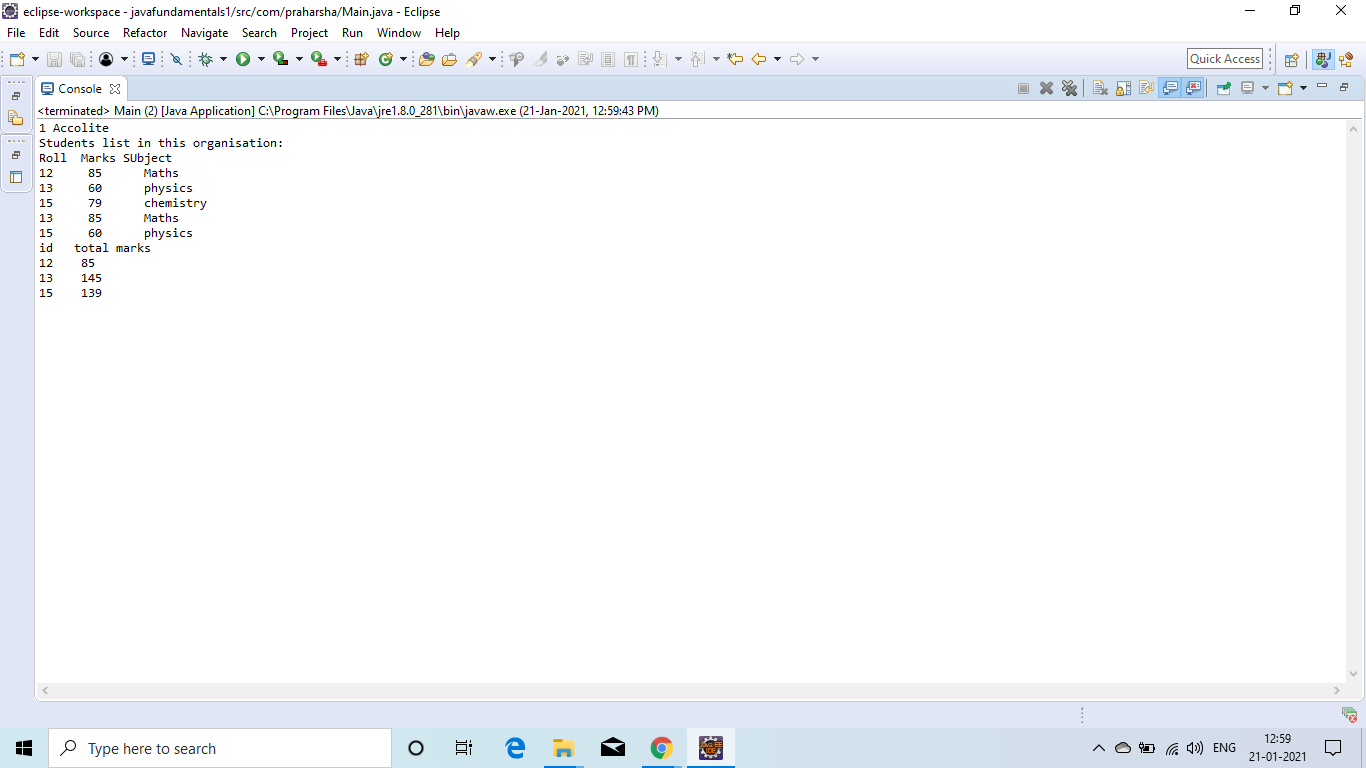 eclipse-workspace - javafundamentals1/src/com/praharsha/Main.java - Eclipse
File Edit Source Refactor Navigate Search Project Run Window Help
Quick Access
Console
<terminated> Main (2) [Java Application] C:\Program Files\Java\jre1.8.0_281\bin\javaw.exe (21-Jan-2021, 12:59:43 PM)
1 Accolite
Students list in this organisation:
Roll  Marks SUbject
12     85      Maths
13     60      physics
15     79      chemistry
13     85      Maths
15     60      physics
id   total marks
12    85
13    145
15    139
Type here to search
ENG
12:59
21-01-2021